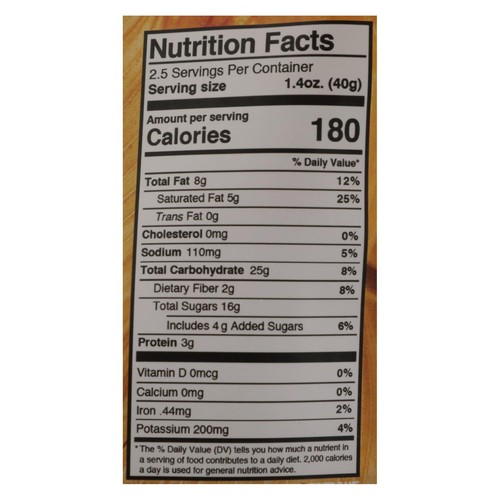 Nutrition Facts
2.5 Servings Per Container
Serving size 1.4oz. (40g)
Amount per serving
Calories 180
% Daily Value*
Total Fat 8g 12%
Saturated Fat 5g 25%
Trans Fat 0g
Cholesterol 0mg 0%
Sodium 110mg 5%
Total Carbohydrate 25g 8%
Dietary Fiber 2g 8%
Total Sugars 16g
Includes 4g Added Sugars 6%
Protein 3g
Vitamin D 0mcg 0%
Calcium 0mg 0%
Iron .44mg 2%
Potassium 200mg 4%
*The % Daily Value (DV) tells you how much a nutrient in
a serving of food contributes to a daily diet. 2,000 calories
a day is used for general nutrition advice.